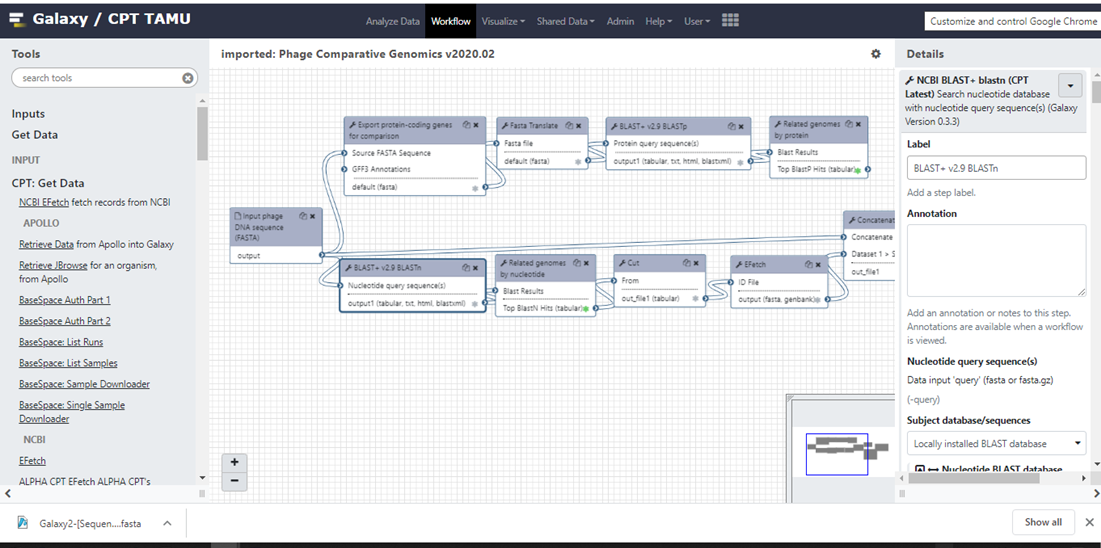 Galaxy / CPT TAMU
Analyze Data
Workflow
Visualize
Shared Data
Admin
Help
User
Customize and control Google Chrome
Tools
search tools
Inputs
Get Data
INPUT
CPT: Get Data
NCBI EFetch fetch records from NCBI
APOLLO
Retrieve Data from Apollo into Galaxy
Retrieve JBrowse for an organism,
from Apollo
BaseSpace Auth Part 1
BaseSpace Auth Part 2
BaseSpace: List Runs
BaseSpace: List Samples
BaseSpace: Sample Downloader
BaseSpace: Single Sample
Downloader
NCBI
EFetch
ALPHA CPT EFetch ALPHA CPT's
imported: Phage Comparative Genomics v2020.02
Export protein-coding genes
for comparison
Source FASTA Sequence
GFF3 Annotations
default (fasta)
Fasta Translate
Fasta file
default (fasta)
BLAST+ v2.9 BLASTp
Protein query sequence(s)
output1 (tabular, txt, html, blastxml)
Related genomes
by protein
Blast Results
Top BlastP Hits (tabular)
Input phage
DNA sequence
(FASTA)
output
BLAST+ v2.9 BLASTn
Nucleotide query sequence(s)
output1 (tabular, txt, html, blastxml)
Related genomes
by nucleotide
Blast Results
Top BlastN Hits (tabular)
Cut
From
out_file1 (tabular)
EFetch
ID File
output (fasta, genbank)
Concatenat
Concatenate
Dataset 1 > S
out_file1
+
−
Details
NCBI BLAST+ blastn (CPT
Latest) Search nucleotide database
with nucleotide query sequence(s) (Galaxy
Version 0.3.3)
Label
BLAST+ v2.9 BLASTn
Add a step label.
Annotation
Add an annotation or notes to this step.
Annotations are available when a workflow
is viewed.
Nucleotide query sequence(s)
Data input 'query' (fasta or fasta.gz)
(-query)
Subject database/sequences
Locally installed BLAST database
Nucleotide BLAST database
Galaxy2-[Sequen....fasta
Show all